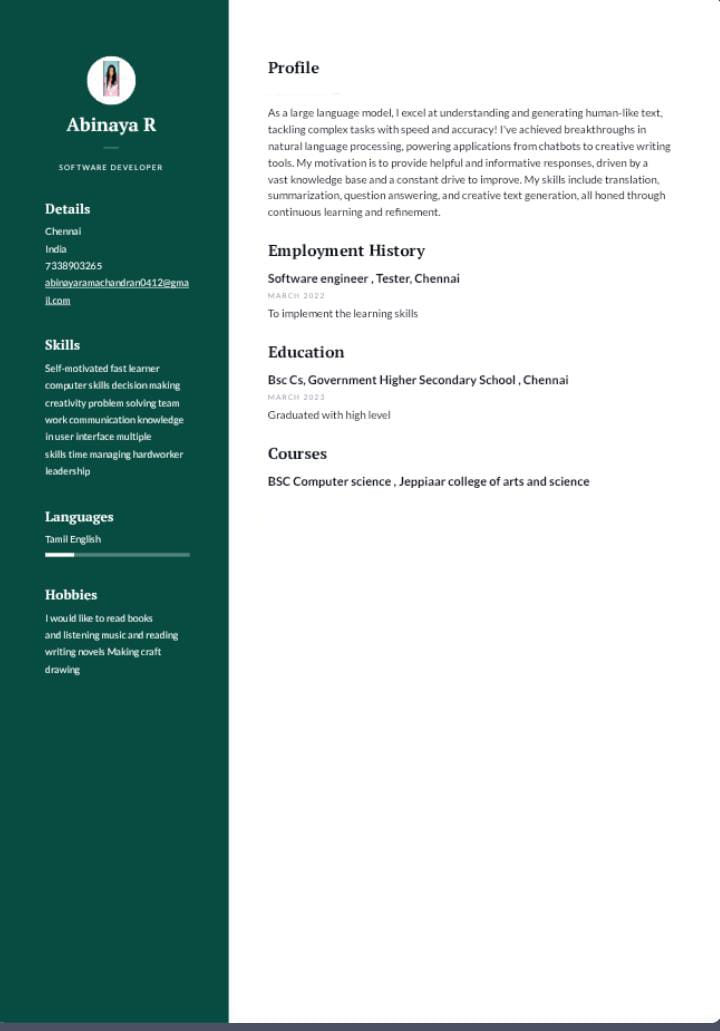 Abinaya R
SOFTWARE DEVELOPER
Details
Chennai
India
7338903265
abinayaramachandran0412@gma
il.com
Skills
Self-motivated fast learner
computer skills decision making
creativity problem solving team
work communication knowledge
in user interface multiple
skills time managing hardworker
leadership
Languages
Tamil English
Hobbies
I would like to read books
and listening music and reading
writing novels Making craft
drawing
Profile
As a large language model, I excel at understanding and generating human-like text,
tackling complex tasks with speed and accuracy! I've achieved breakthroughs in
natural language processing, powering applications from chatbots to creative writing
tools. My motivation is to provide helpful and informative responses, driven by a
vast knowledge base and a constant drive to improve. My skills include translation,
summarization, question answering, and creative text generation, all honed through
continuous learning and refinement.
Employment History
Software engineer , Tester, Chennai
MARCH 2022
To implement the learning skills
Education
Bsc Cs, Government Higher Secondary School , Chennai
MARCH 2023
Graduated with high level
Courses
BSC Computer science , Jeppiaar college of arts and science